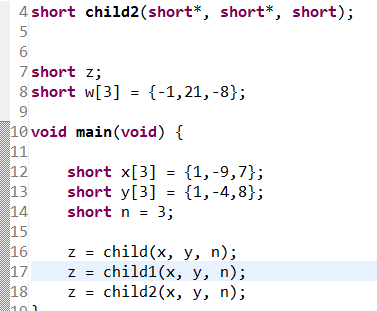 4 short child2(short*, short*, short);
5
6
7 short z;
8 short w[3] = {-1,21,-8};
9
10 void main(void) {
11
12 short x[3] = {1,-9,7};
13 short y[3] = {1,-4,8};
14 short n = 3;
15
16 z = child(x, y, n);
17 z = child1(x, y, n);
18 z = child2(x, y, n);